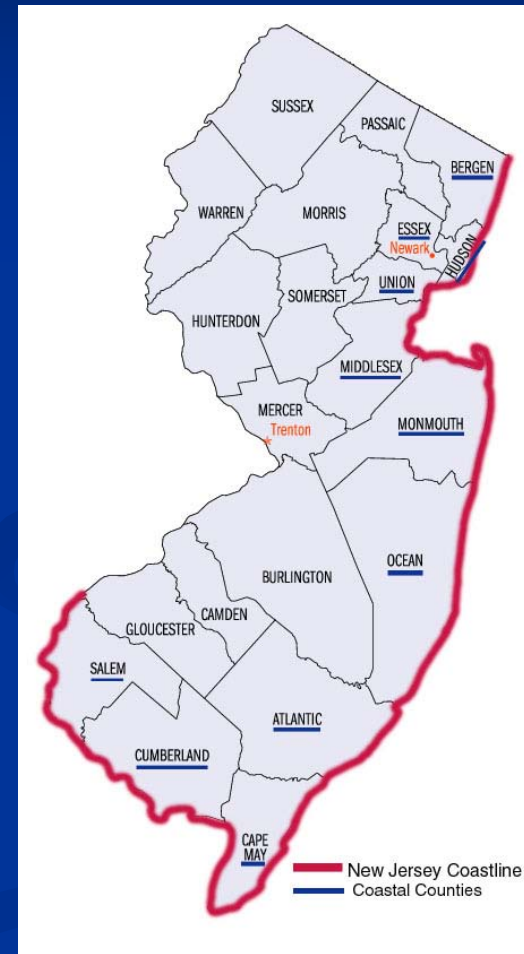 SUSSEX
PASSAIC
BERGEN
WARREN
MORRIS
ESSEX
Newark
HUDSON
UNION
SOMERSET
HUNTERDON
MIDDLESEX
MERCER
Trenton
MONMOUTH
OCEAN
BURLINGTON
CAMDEN
GLOUCESTER
SALEM
ATLANTIC
CUMBERLAND
CAPE
MAY
New Jersey Coastline
Coastal Counties